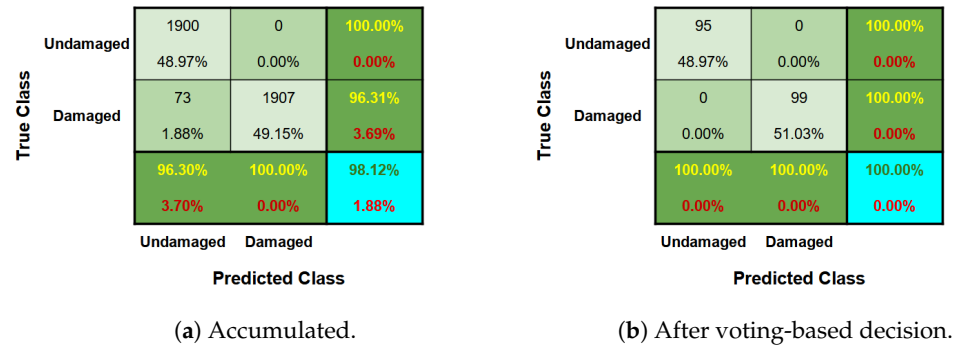 1900 0 100.00%
Undamaged
48.97% 0.00% 0.00%
73 1907 96.31%
Damaged
1.88% 49.15% 3.69%
96.30% 100.00% 98.12%
3.70% 0.00% 1.88%
Undamaged Damaged
Predicted Class
True Class
(a) Accumulated.
95 0 100.00%
Undamaged
48.97% 0.00% 0.00%
0 99 100.00%
Damaged
0.00% 51.03% 0.00%
100.00% 100.00% 100.00%
0.00% 0.00% 0.00%
Undamaged Damaged
Predicted Class
True Class
(b) After voting-based decision.